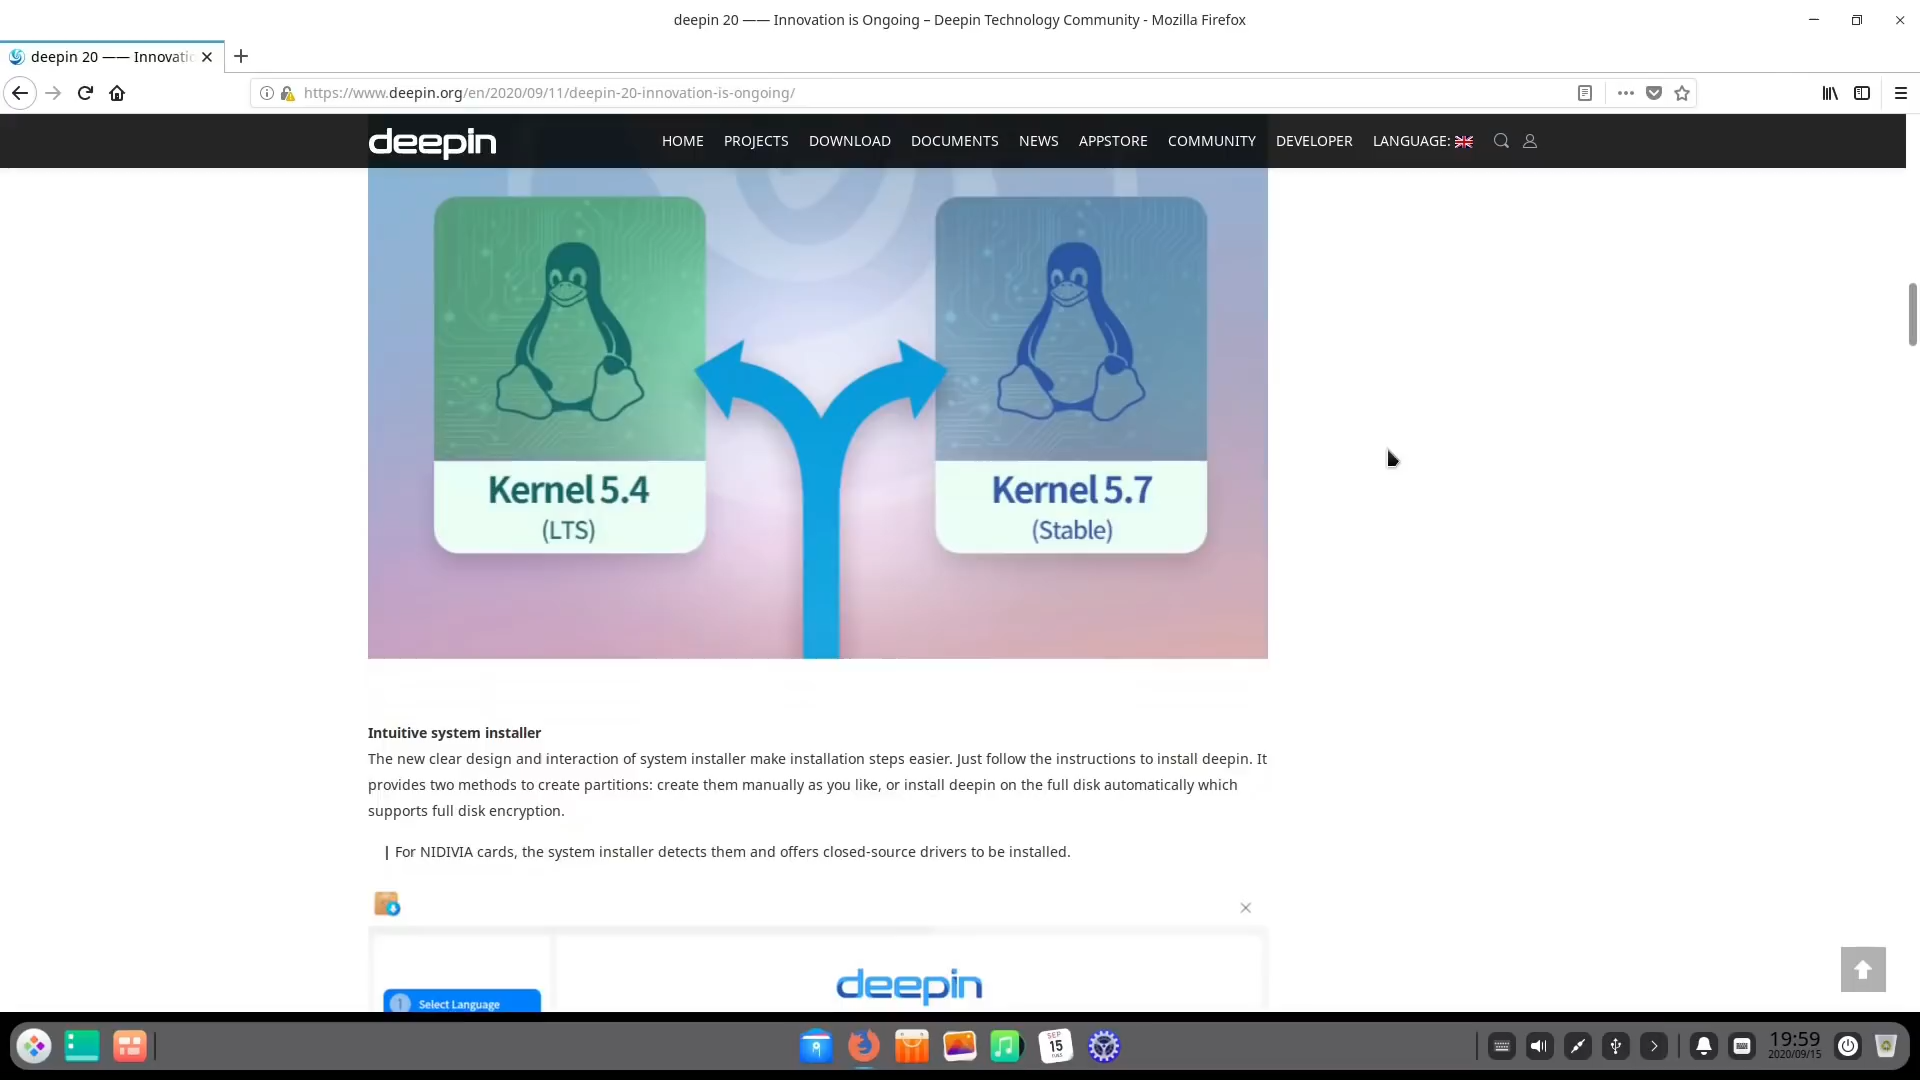 deepin 20 —— Innovation is Ongoing – Deepin Technology Community - Mozilla Firefox
deepin 20 —— Innovatio
https://www.deepin.org/en/2020/09/11/deepin-20-innovation-is-ongoing/
deepin
HOME PROJECTS DOWNLOAD DOCUMENTS NEWS APPSTORE COMMUNITY DEVELOPER LANGUAGE:
Kernel 5.4
(LTS)
Kernel 5.7
(Stable)
Intuitive system installer
The new clear design and interaction of system installer make installation steps easier. Just follow the instructions to install deepin. It
provides two methods to create partitions: create them manually as you like, or install deepin on the full disk automatically which
supports full disk encryption.
| For NIDIVIA cards, the system installer detects them and offers closed-source drivers to be installed.
deepin
1 Select Language
SEP
15
TUES
19:59
2020/09/15